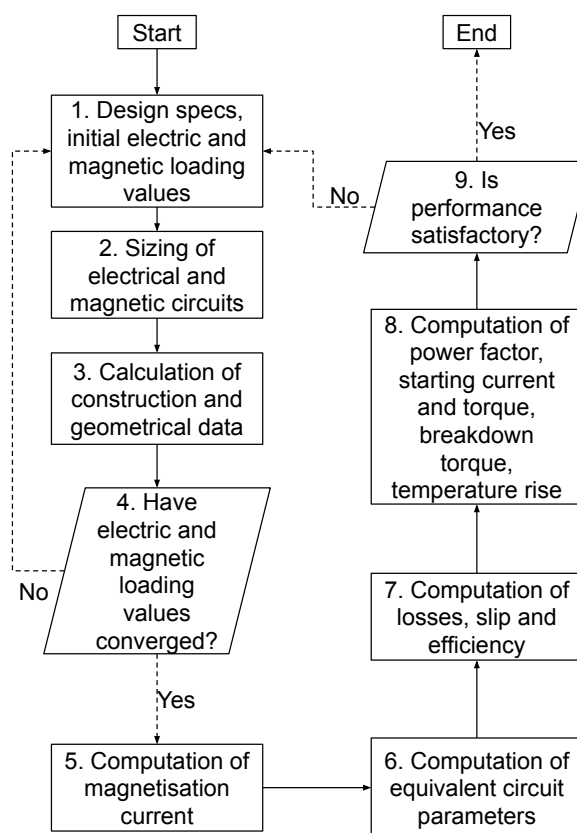 Start
1. Design specs,
initial electric and
magnetic loading
values
2. Sizing of
electrical and
magnetic circuits
3. Calculation of
construction and
geometrical data
4. Have
electric and
magnetic
loading
values
converged?
No
Yes
5. Computation of
magnetisation
current
6. Computation of
equivalent circuit
parameters
7. Computation of
losses, slip and
efficiency
8. Computation of
power factor,
starting current
and torque,
breakdown
torque,
temperature rise
9. Is
performance
satisfactory?
No
Yes
End